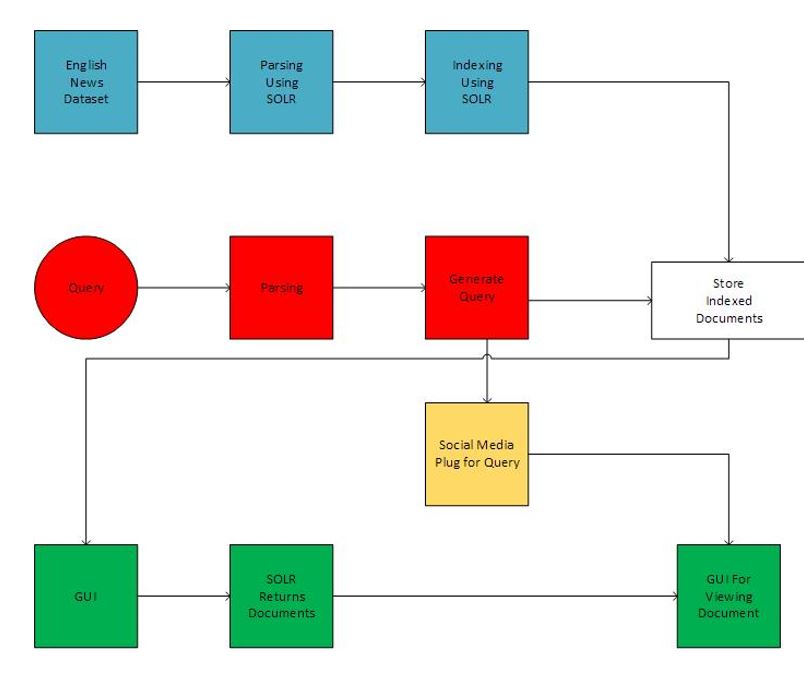 English
News
Dataset
Parsing
Using
SOLR
Indexing
Using
SOLR
Query
Parsing
Generate
Query
Store
Indexed
Documents
Social Media
Plug for Query
GUI
SOLR
Returns
Documents
GUI For
Viewing
Document